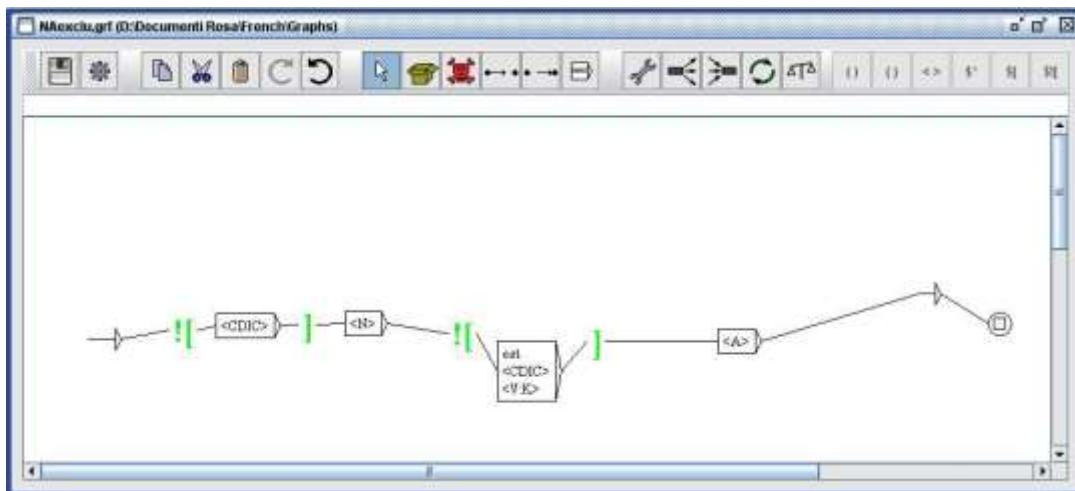 NAexclu.grf (D:\Documenti Rosa\French\Graphs)
![ <CDIC> ] <N> ![
est
<CDIC>
<V:K>
] <A>